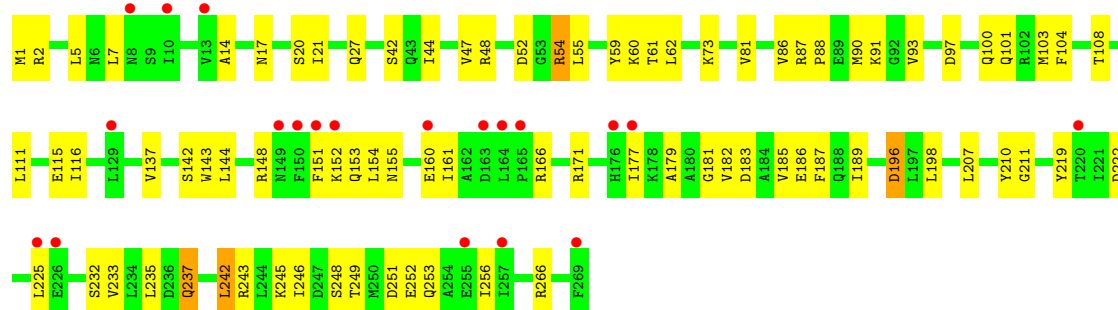 M1 R2 L5 N6 L7 N8 S9 I10 V13 A14 N17 S20 I21 Q27 S42 Q43 I44 V47 R48 D52 G53 R54 L55 Y59 K60 T61 L62 K73 V81 V86 R87 P88 E89 M90 K91 G92 V93 D97 Q100 Q101 R102 M103 F104 T108
L111 E115 I116 L129 V137 S142 W143 L144 R148 N149 F150 F151 K152 Q153 L154 N155 E160 I161 A162 D163 L164 P165 R166 R171 H176 I177 K178 A179 A180 G181 V182 D183 A184 V185 E186 F187 Q188 I189 D196 L197 L198 L207 Y210 G211 Y219 T220 I221 D222
L225 E226 S232 V233 L234 L235 D236 Q237 L242 R243 L244 K245 I246 D247 S248 T249 M250 D251 E252 Q253 A254 E255 I256 I257 R266 F269